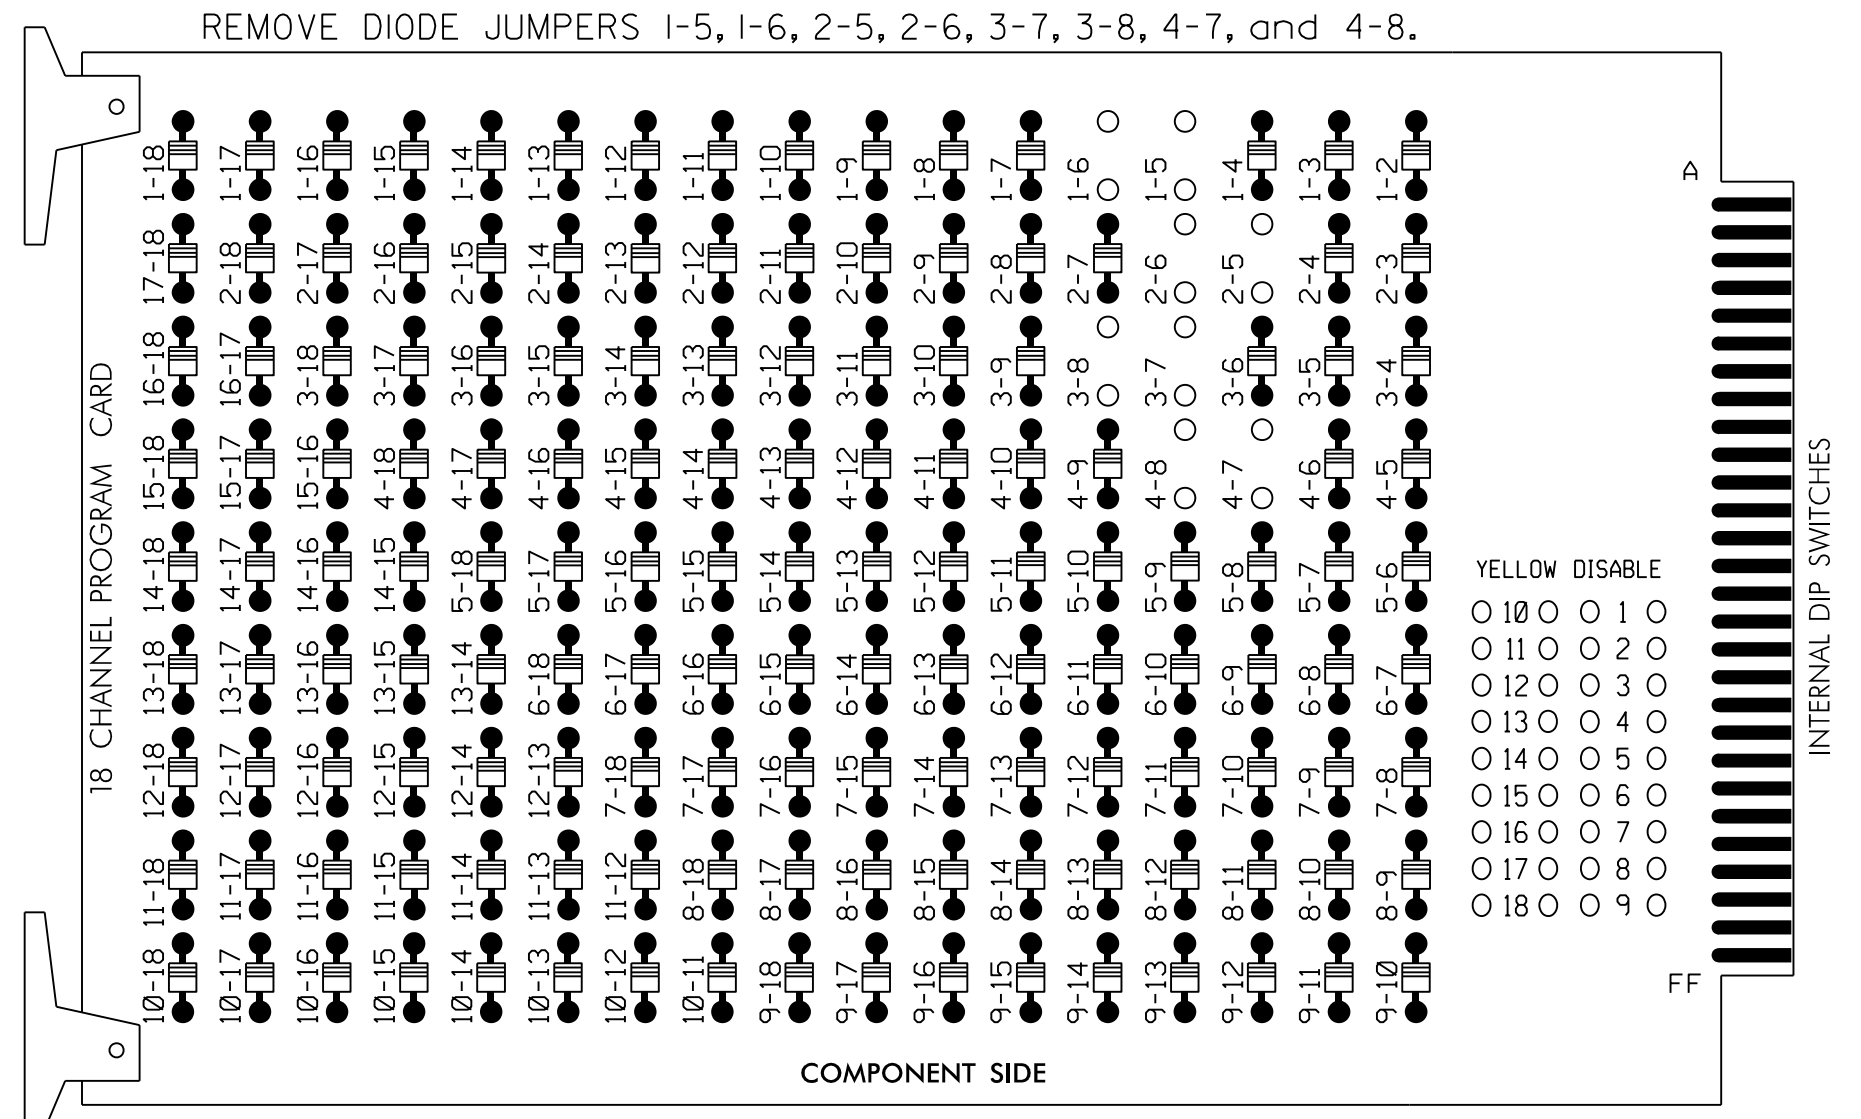 REMOVE DIODE JUMPERS 1-5, 1-6, 2-5, 2-6, 3-7, 3-8, 4-7, and 4-8.
1-18 1-17 1-16 1-15 1-14 1-13 1-12 1-11 1-10 1-9 1-8 1-7 1-6 1-5 1-4 1-3 1-2
17-18 2-18 2-17 2-16 2-15 2-14 2-13 2-12 2-11 2-10 2-9 2-8 2-7 2-6 2-5 2-4 2-3
16-18 16-17 3-18 3-17 3-16 3-15 3-14 3-13 3-12 3-11 3-10 3-9 3-8 3-7 3-6 3-5 3-4
15-18 15-17 15-16 4-18 4-17 4-16 4-15 4-14 4-13 4-12 4-11 4-10 4-9 4-8 4-7 4-6 4-5
14-18 14-17 14-16 14-15 5-18 5-17 5-16 5-15 5-14 5-13 5-12 5-11 5-10 5-9 5-8 5-7 5-6
13-18 13-17 13-16 13-15 13-14 6-18 6-17 6-16 6-15 6-14 6-13 6-12 6-11 6-10 6-9 6-8 6-7
12-18 12-17 12-16 12-15 12-14 12-13 7-18 7-17 7-16 7-15 7-14 7-13 7-12 7-11 7-10 7-9 7-8
11-18 11-17 11-16 11-15 11-14 11-13 11-12 8-18 8-17 8-16 8-15 8-14 8-13 8-12 8-11 8-10 8-9
10-18 10-17 10-16 10-15 10-14 10-13 10-12 10-11 9-18 9-17 9-16 9-15 9-14 9-13 9-12 9-11 9-10
18 CHANNEL PROGRAM CARD
COMPONENT SIDE
YELLOW DISABLE
10 1
11 2
12 3
13 4
14 5
15 6
16 7
17 8
18 9
A
FF
INTERNAL DIP SWITCHES